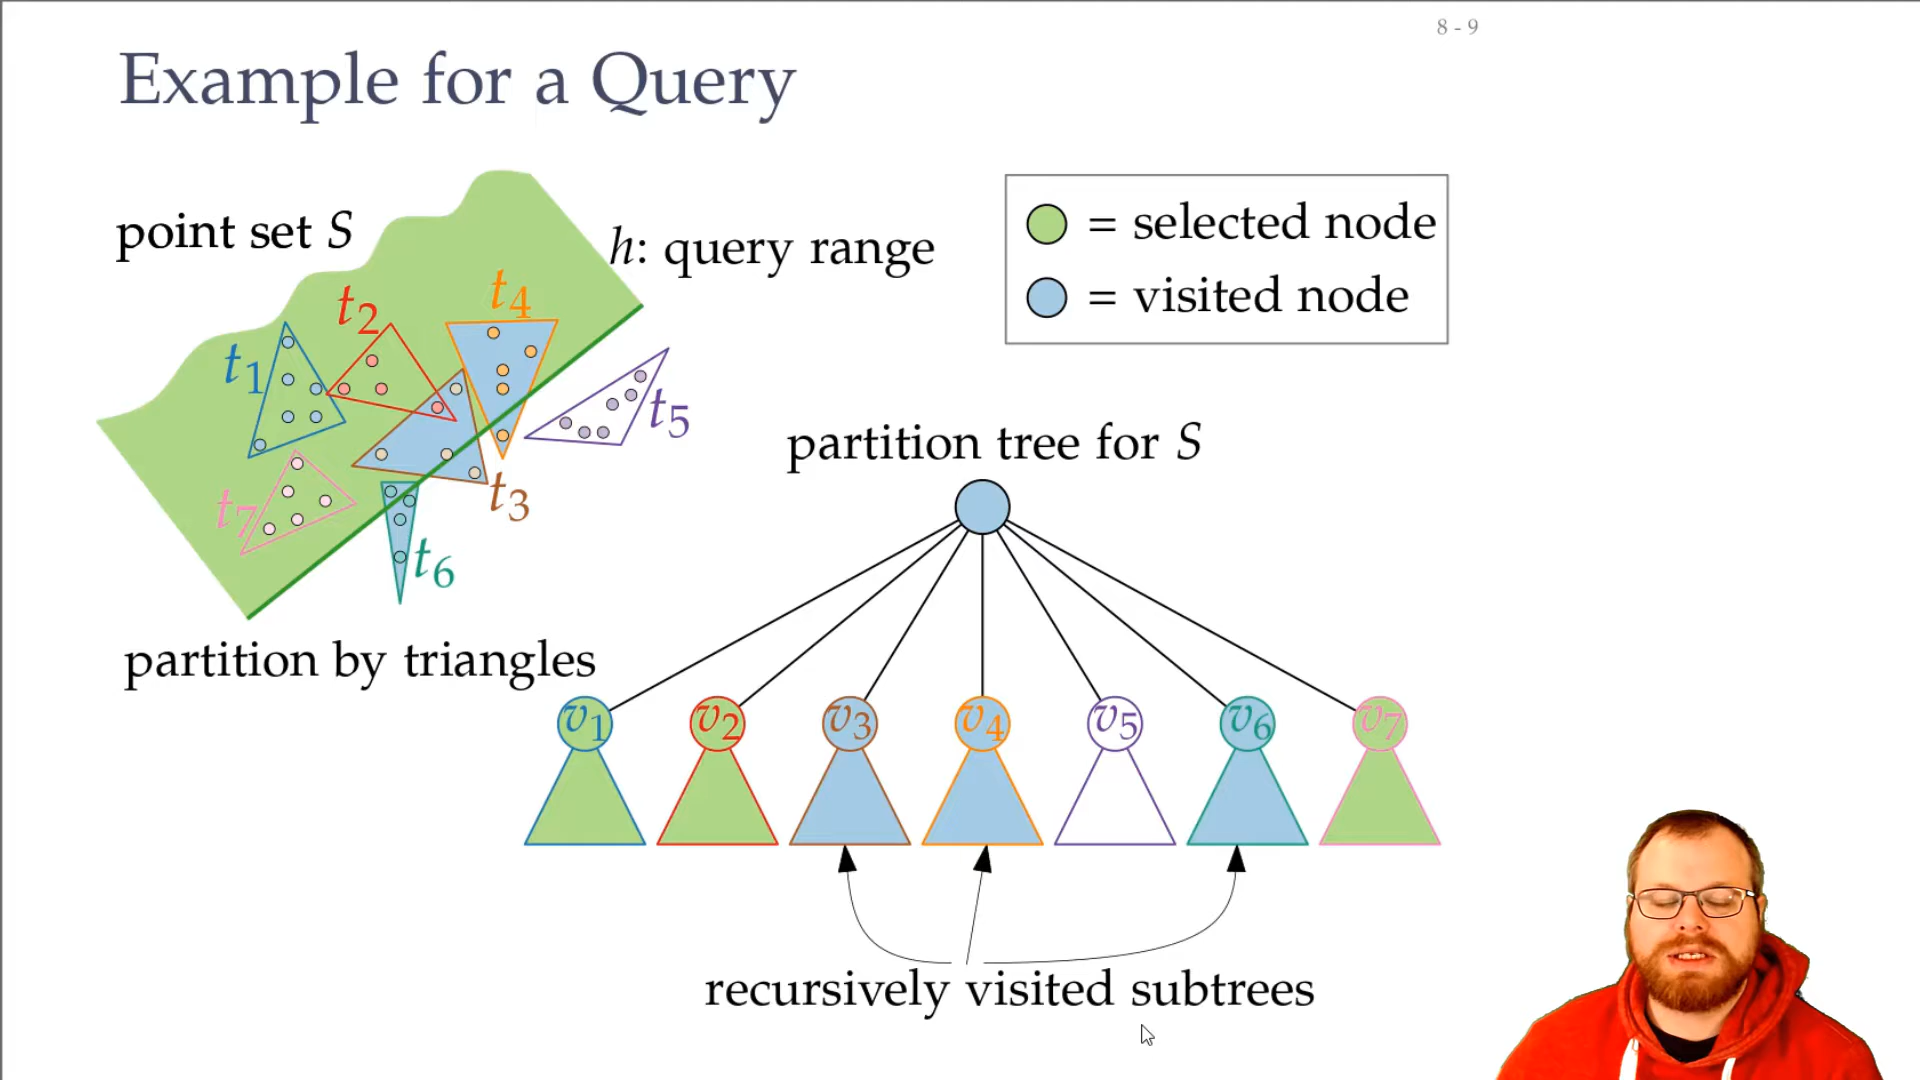 8 - 9
Example for a Query
point set S
h: query range
= selected node
= visited node
t4
t2
t1
t5
t3
t7
t6
partition tree for S
partition by triangles
v1 v2 v3 v4 v5 v6 v7
recursively visited subtrees